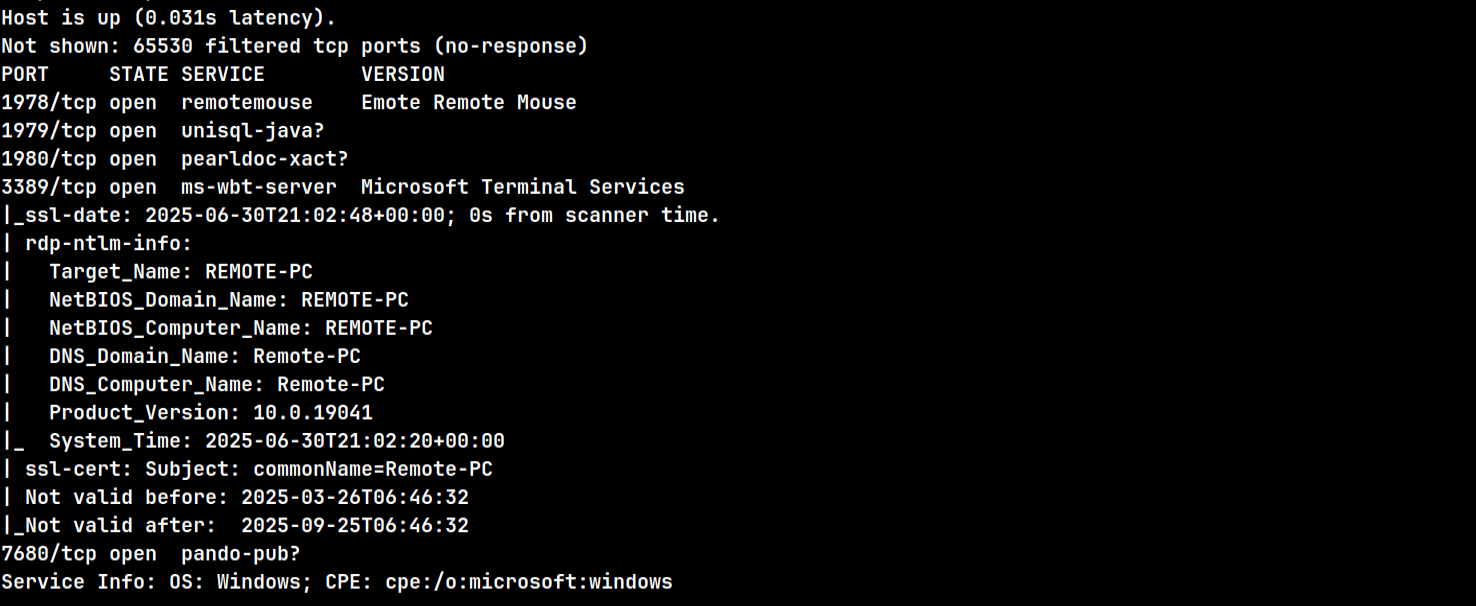 Host is up (0.031s latency).
Not shown: 65530 filtered tcp ports (no-response)
PORT     STATE SERVICE        VERSION
1978/tcp open  remotemouse    Emote Remote Mouse
1979/tcp open  unisql-java?
1980/tcp open  pearldoc-xact?
3389/tcp open  ms-wbt-server  Microsoft Terminal Services
|_ssl-date: 2025-06-30T21:02:48+00:00; 0s from scanner time.
| rdp-ntlm-info:
|   Target_Name: REMOTE-PC
|   NetBIOS_Domain_Name: REMOTE-PC
|   NetBIOS_Computer_Name: REMOTE-PC
|   DNS_Domain_Name: Remote-PC
|   DNS_Computer_Name: Remote-PC
|   Product_Version: 10.0.19041
|_  System_Time: 2025-06-30T21:02:20+00:00
| ssl-cert: Subject: commonName=Remote-PC
| Not valid before: 2025-03-26T06:46:32
|_Not valid after:  2025-09-25T06:46:32
7680/tcp open  pando-pub?
Service Info: OS: Windows; CPE: cpe:/o:microsoft:windows